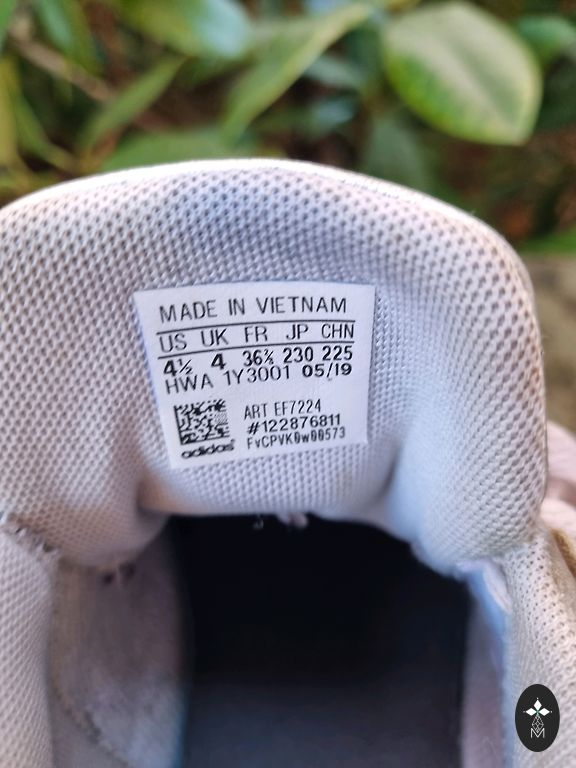 MADE IN VIETNAM
US UK FR JP CHN
4½ 4 36⅔ 230 225
HWA 1Y3001 05/19
ART EF7224
#122876811
FvCPVK0w00573
adidas
M